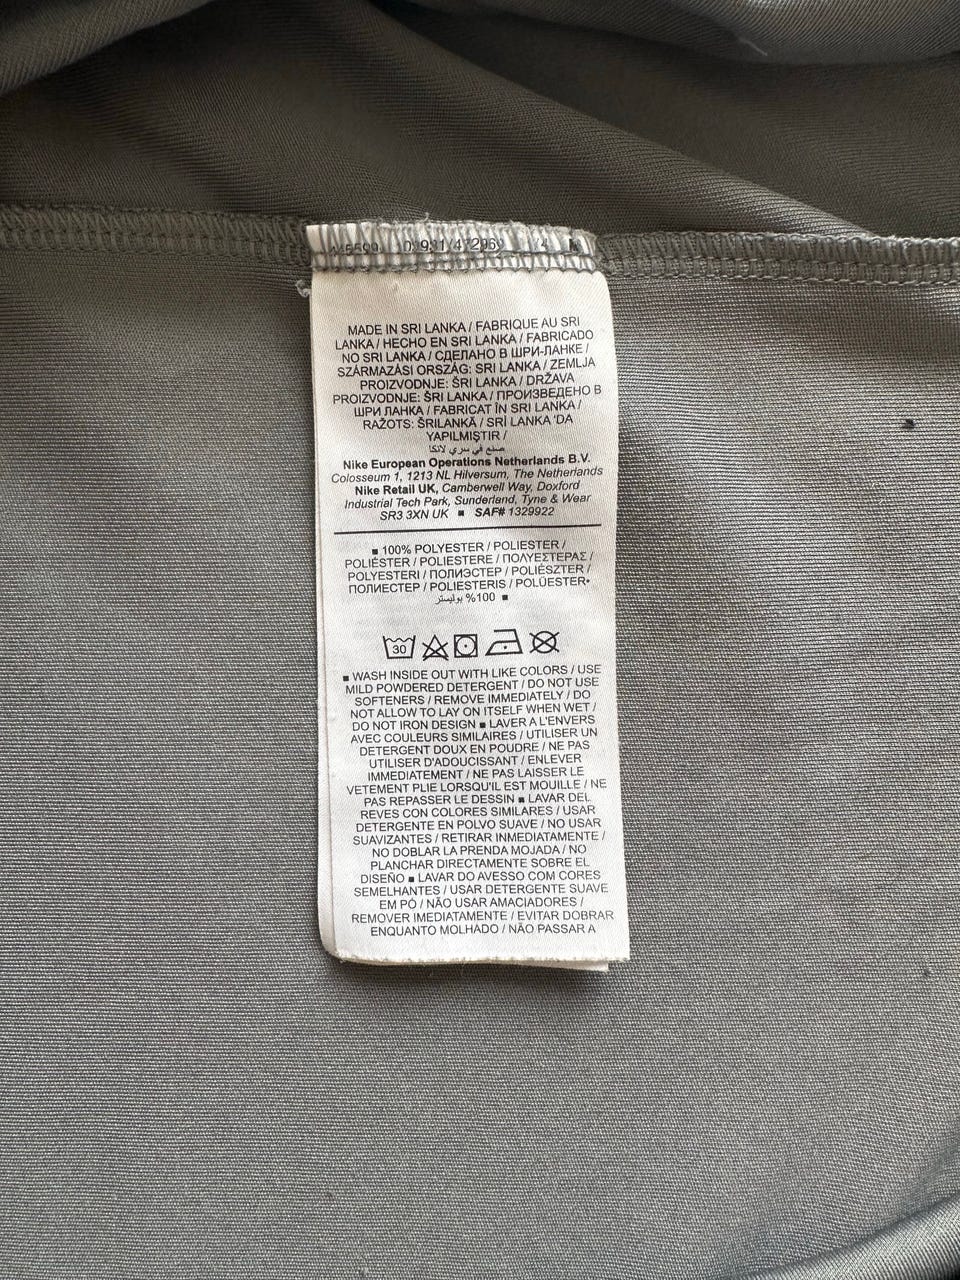 MADE IN SRI LANKA / FABRIQUE AU SRI
LANKA / HECHO EN SRI LANKA / FABRICADO
NO SRI LANKA / СДЕЛАНО В ШРИ-ЛАНКЕ /
SZÁRMAZÁSI ORSZÁG: SRI LANKA / ZEMLJA
PROIZVODNJE: ŠRI LANKA / DRŽAVA
PROIZVODNJE: ŠRI LANKA / ПРОИЗВЕДЕНО В
ШРИ ЛАНКА / FABRICAT ÎN SRI LANKA /
RAŽOTS: ŠRILANKĀ / SRİ LANKA 'DA
YAPILMIŞTIR /
صنع في سري لانكا
Nike European Operations Netherlands B.V.
Colosseum 1, 1213 NL Hilversum, The Netherlands
Nike Retail UK, Camberwell Way, Doxford
Industrial Tech Park, Sunderland, Tyne & Wear
SR3 3XN UK ■ SAF# 1329922
■ 100% POLYESTER / POLIESTER /
POLIÉSTER / POLIESTERE / ΠΟΛΥΕΣΤΕΡΑΣ /
POLYESTERI / ПОЛИЭСТЕР / POLIÉSZTER /
ПОЛИЕСТЕР / POLIESTERIS / POLÜESTER•
100% بوليستر ■
30
■ WASH INSIDE OUT WITH LIKE COLORS / USE
MILD POWDERED DETERGENT / DO NOT USE
SOFTENERS / REMOVE IMMEDIATELY / DO
NOT ALLOW TO LAY ON ITSELF WHEN WET /
DO NOT IRON DESIGN ■ LAVER A L'ENVERS
AVEC COULEURS SIMILAIRES / UTILISER UN
DETERGENT DOUX EN POUDRE / NE PAS
UTILISER D'ADOUCISSANT / ENLEVER
IMMEDIATEMENT / NE PAS LAISSER LE
VETEMENT PLIE LORSQU'IL EST MOUILLE / NE
PAS REPASSER LE DESSIN ■ LAVAR DEL
REVES CON COLORES SIMILARES / USAR
DETERGENTE EN POLVO SUAVE / NO USAR
SUAVIZANTES / RETIRAR INMEDIATAMENTE /
NO DOBLAR LA PRENDA MOJADA / NO
PLANCHAR DIRECTAMENTE SOBRE EL
DISEÑO ■ LAVAR DO AVESSO COM CORES
SEMELHANTES / USAR DETERGENTE SUAVE
EM PÓ / NÃO USAR AMACIADORES /
REMOVER IMEDIATAMENTE / EVITAR DOBRAR
ENQUANTO MOLHADO / NÃO PASSAR A